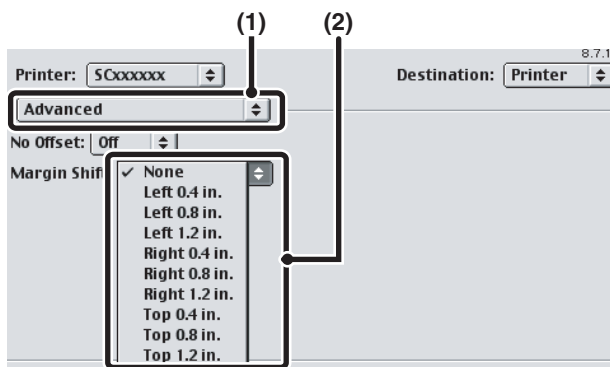 (1) (2)
8.7.1
Printer: SCxxxxxx Destination: Printer
Advanced
No Offset: Off
Margin Shift ✓ None
Left 0.4 in.
Left 0.8 in.
Left 1.2 in.
Right 0.4 in.
Right 0.8 in.
Right 1.2 in.
Top 0.4 in.
Top 0.8 in.
Top 1.2 in.